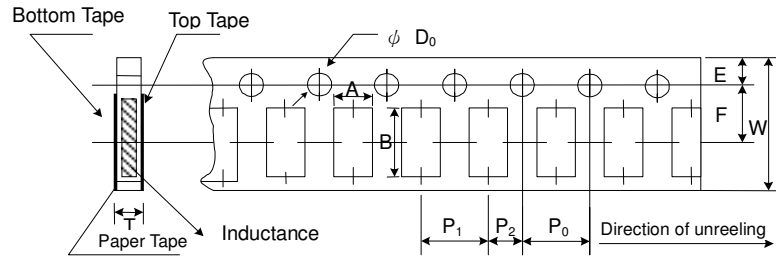 Bottom Tape
Top Tape
ϕ D₀
E
A
F
W
B
T
P₁
P₂
P₀
Direction of unreeling
Paper Tape
Inductance